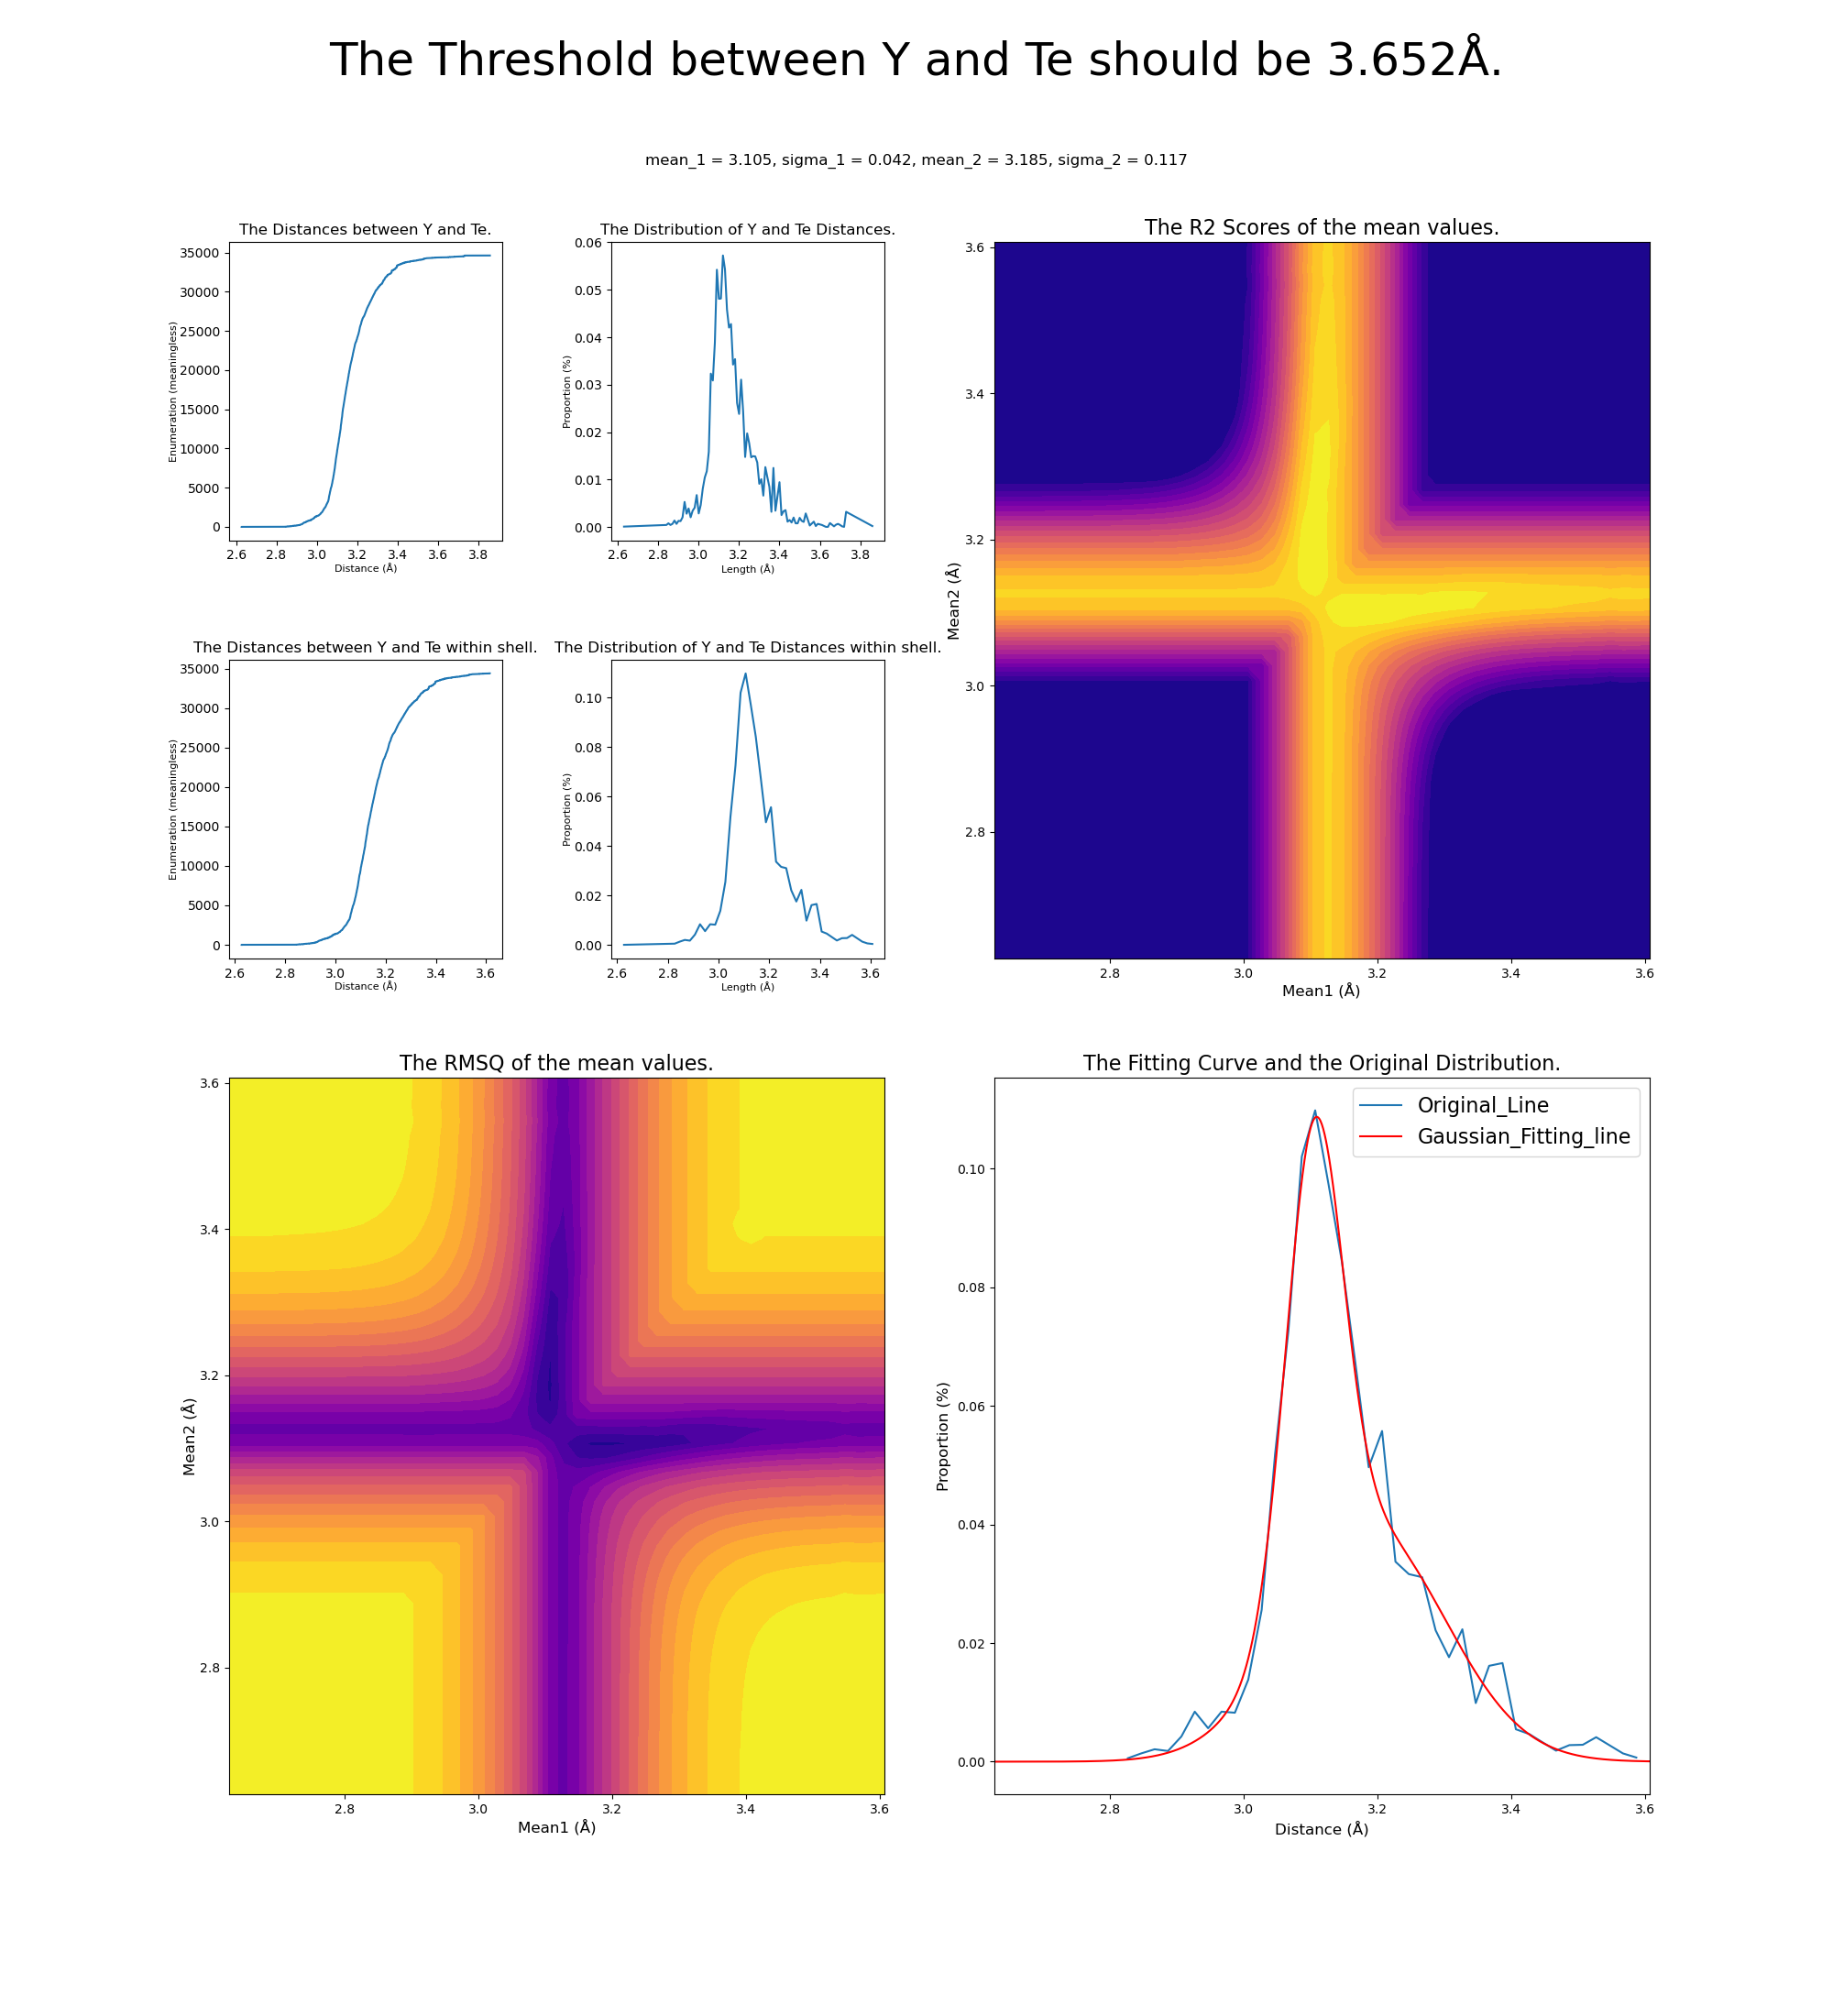 The Threshold between Y and Te should be 3.652Å.
mean_1 = 3.105, sigma_1 = 0.042, mean_2 = 3.185, sigma_2 = 0.117
The Distances between Y and Te.
Enumeration (meaningless)
35000
30000
25000
20000
15000
10000
5000
0
2.6 2.8 3.0 3.2 3.4 3.6 3.8
Distance (Å)
The Distribution of Y and Te Distances.
Proportion (%)
0.06
0.05
0.04
0.03
0.02
0.01
0.00
2.6 2.8 3.0 3.2 3.4 3.6 3.8
Length (Å)
The R2 Scores of the mean values.
Mean2 (Å)
3.6
3.4
3.2
3.0
2.8
2.8 3.0 3.2 3.4 3.6
Mean1 (Å)
The Distances between Y and Te within shell.
Enumeration (meaningless)
35000
30000
25000
20000
15000
10000
5000
0
2.6 2.8 3.0 3.2 3.4 3.6
Distance (Å)
The Distribution of Y and Te Distances within shell.
Proportion (%)
0.10
0.08
0.06
0.04
0.02
0.00
2.6 2.8 3.0 3.2 3.4 3.6
Length (Å)
The RMSQ of the mean values.
Mean2 (Å)
3.6
3.4
3.2
3.0
2.8
2.8 3.0 3.2 3.4 3.6
Mean1 (Å)
The Fitting Curve and the Original Distribution.
Original_Line
Gaussian_Fitting_line
Proportion (%)
0.10
0.08
0.06
0.04
0.02
0.00
2.8 3.0 3.2 3.4 3.6
Distance (Å)